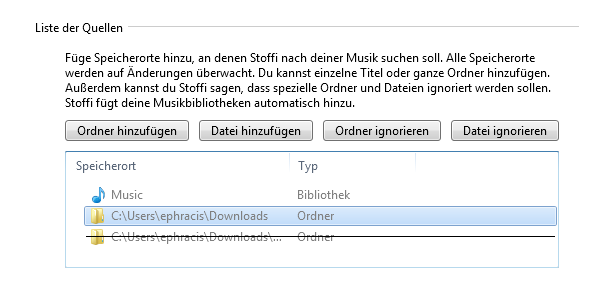 Liste der Quellen
Füge Speicherorte hinzu, an denen Stoffi nach deiner Musik suchen soll. Alle Speicherorte
werden auf Änderungen überwacht. Du kannst einzelne Titel oder ganze Ordner hinzufügen.
Außerdem kannst du Stoffi sagen, dass spezielle Ordner und Dateien ignoriert werden sollen.
Stoffi fügt deine Musikbibliotheken automatisch hinzu.
Ordner hinzufügen Datei hinzufügen Ordner ignorieren Datei ignorieren
Speicherort Typ
Music Bibliothek
C:\Users\ephracis\Downloads Ordner
C:\Users\ephracis\Downloads\... Ordner